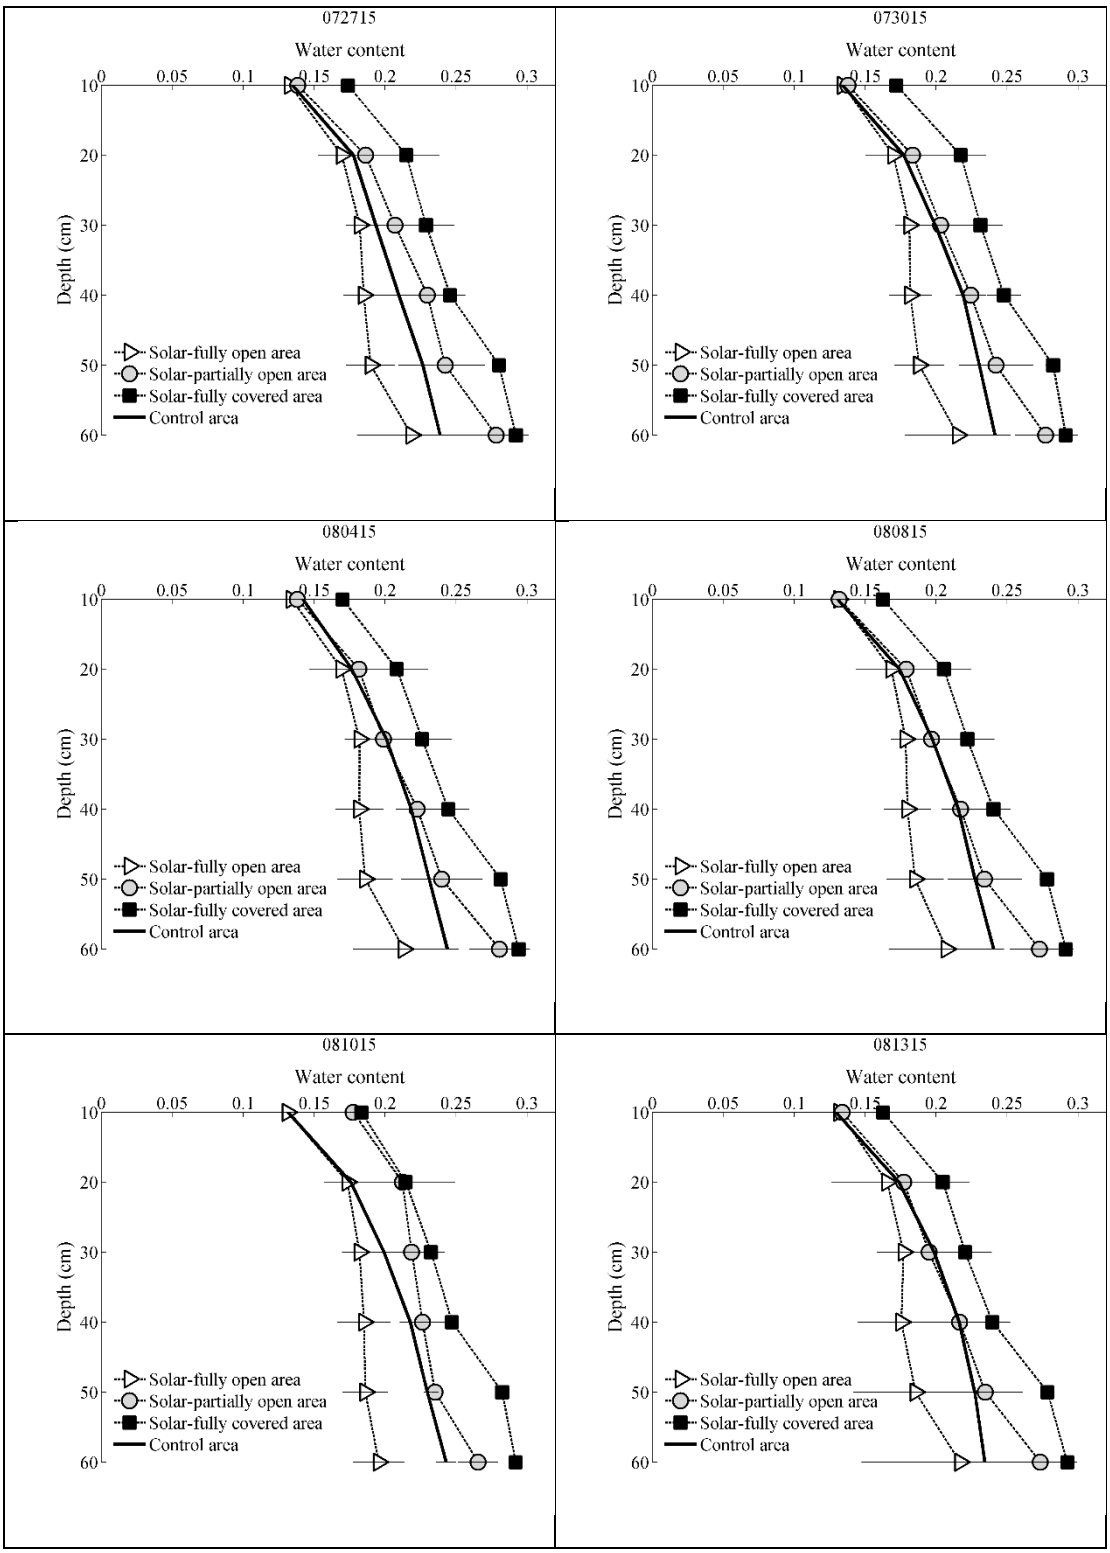 072715
Water content
0 0.05 0.1 0.15 0.2 0.25 0.3
10
20
30
40
50
60
Depth (cm)
Solar-fully open area
Solar-partially open area
Solar-fully covered area
Control area
073015
Water content
0 0.05 0.1 0.15 0.2 0.25 0.3
10
20
30
40
50
60
Depth (cm)
Solar-fully open area
Solar-partially open area
Solar-fully covered area
Control area
080415
Water content
0 0.05 0.1 0.15 0.2 0.25 0.3
10
20
30
40
50
60
Depth (cm)
Solar-fully open area
Solar-partially open area
Solar-fully covered area
Control area
080815
Water content
0 0.05 0.1 0.15 0.2 0.25 0.3
10
20
30
40
50
60
Depth (cm)
Solar-fully open area
Solar-partially open area
Solar-fully covered area
Control area
081015
Water content
0 0.05 0.1 0.15 0.2 0.25 0.3
10
20
30
40
50
60
Depth (cm)
Solar-fully open area
Solar-partially open area
Solar-fully covered area
Control area
081315
Water content
0 0.05 0.1 0.15 0.2 0.25 0.3
10
20
30
40
50
60
Depth (cm)
Solar-fully open area
Solar-partially open area
Solar-fully covered area
Control area